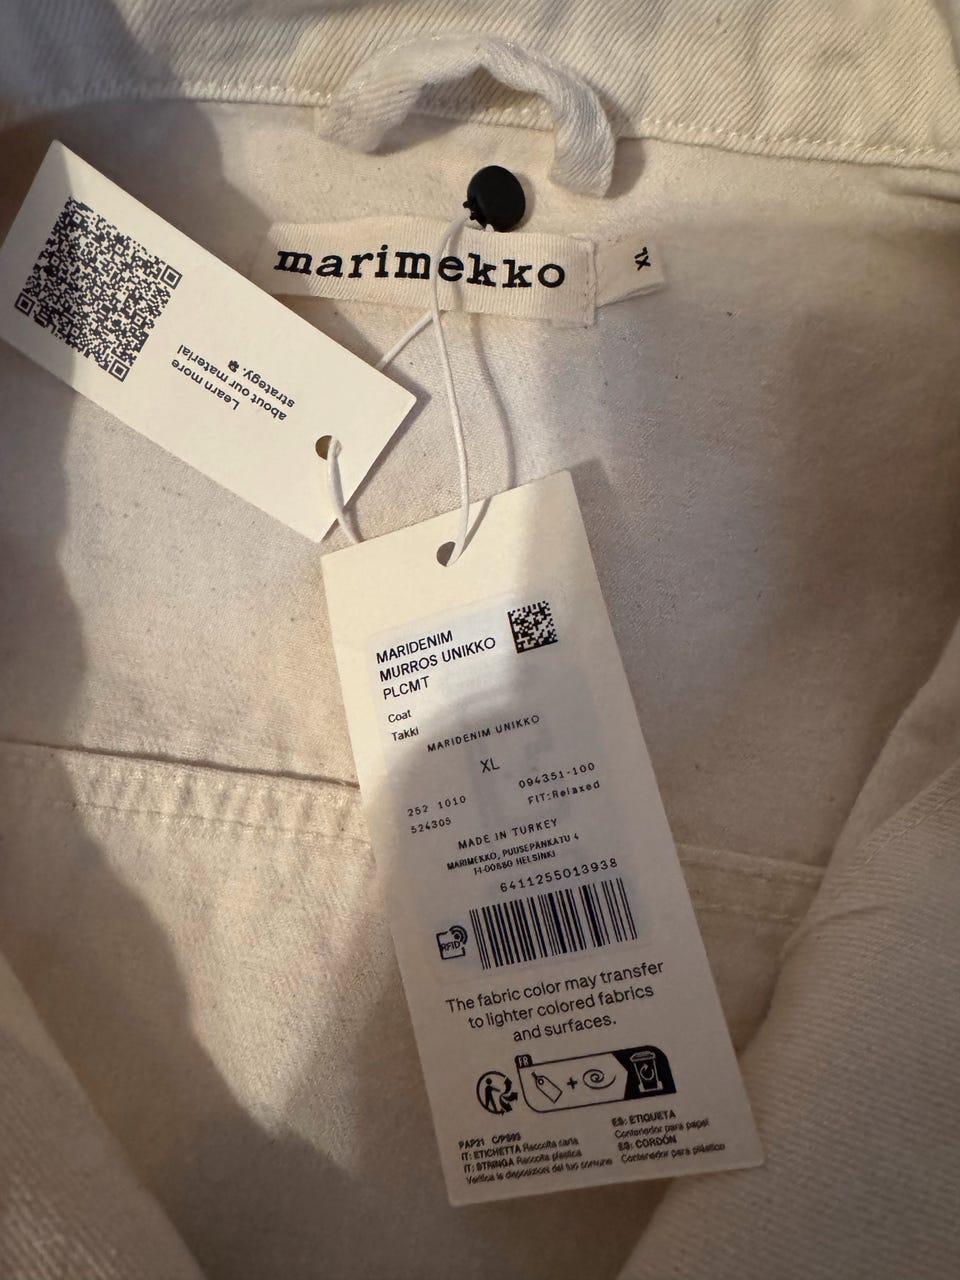 marimekko
XL
Learn more
about our material
strategy.
MARIDENIM
MURROS UNIKKO
PLCMT
Coat
Takki
MARIDENIM UNIKKO
XL
252 1010
094351-100
524305
FIT:Relaxed
MADE IN TURKEY
MARIMEKKO, PUUSEPÄNKATU 4
FI-00880 HELSINKI
6411255013938
RFID
The fabric color may transfer
to lighter colored fabrics
and surfaces.
FR
PAP21 C/PS95
IT: ETICHETTA Raccolta carta
IT: STRINGA Raccolta plastica
Verifica le disposizioni del tuo comune
ES: ETIQUETA
Contenedor para papel
ES: CORDÓN
Contenedor para plástico